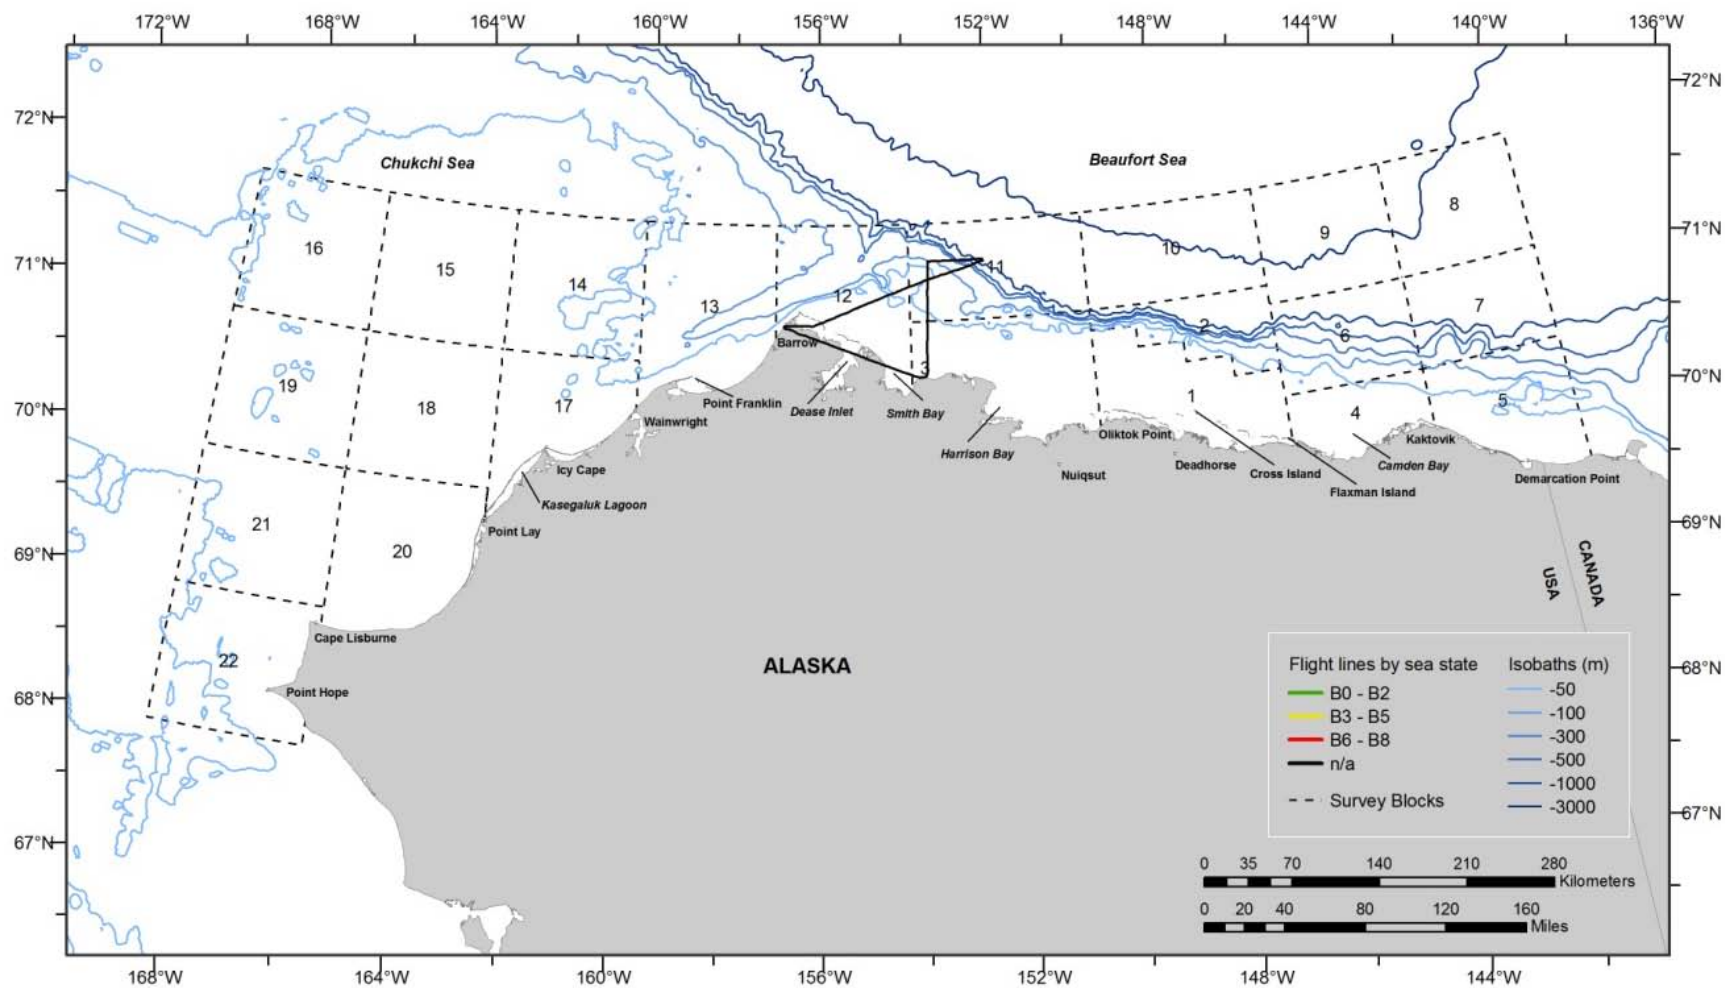 172°W 168°W 164°W 160°W 156°W 152°W 148°W 144°W 140°W 136°W
72°N
72°N
Chukchi Sea
Beaufort Sea
8
9
16
10
71°N
71°N
15
11
14
12
13
7
2
6
Barrow
3
70°N
19
18
17
Point Franklin
Dease Inlet
Smith Bay
1
4
5
70°N
Wainwright
Oliktok Point
Kaktovik
Harrison Bay
Icy Cape
Nuiqsut
Deadhorse
Cross Island
Camden Bay
Demarcation Point
Flaxman Island
Kasegaluk Lagoon
21
Point Lay
69°N
69°N
20
CANADA
USA
Cape Lisburne
22
Point Hope
ALASKA
68°N
68°N
Flight lines by sea state
B0 - B2
B3 - B5
B6 - B8
n/a
Survey Blocks
Isobaths (m)
-50
-100
-300
-500
-1000
-3000
67°N
67°N
0 35 70 140 210 280
Kilometers
0 20 40 80 120 160
Miles
168°W 164°W 160°W 156°W 152°W 148°W 144°W